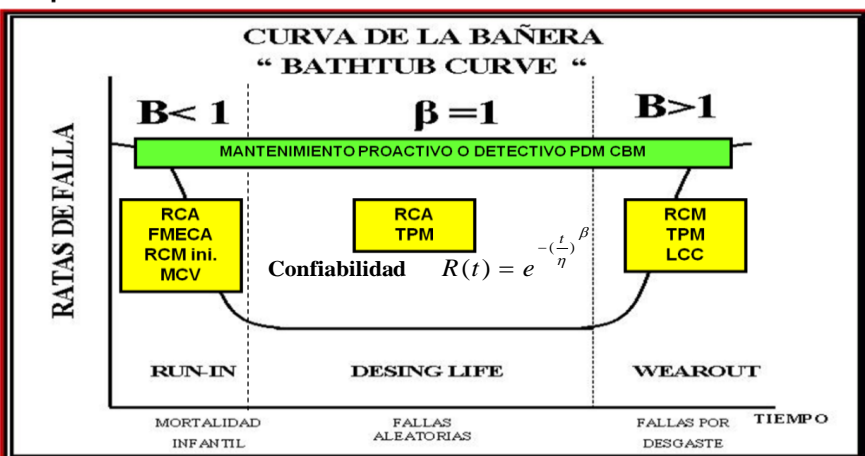 CURVA DE LA BAÑERA
“ BATHTUB CURVE “
B< 1
β =1
B>1
MANTENIMIENTO PROACTIVO O DETECTIVO PDM CBM
RATAS DE FALLA
RCA
FMECA
RCM ini.
MCV
RCA
TPM
RCM
TPM
LCC
Confiabilidad R(t) = e^{-(t/η)^β}
RUN-IN
DESING LIFE
WEAROUT
TIEMPO
MORTALIDAD
INFANTIL
FALLAS
ALEATORIAS
FALLAS POR
DESGASTE